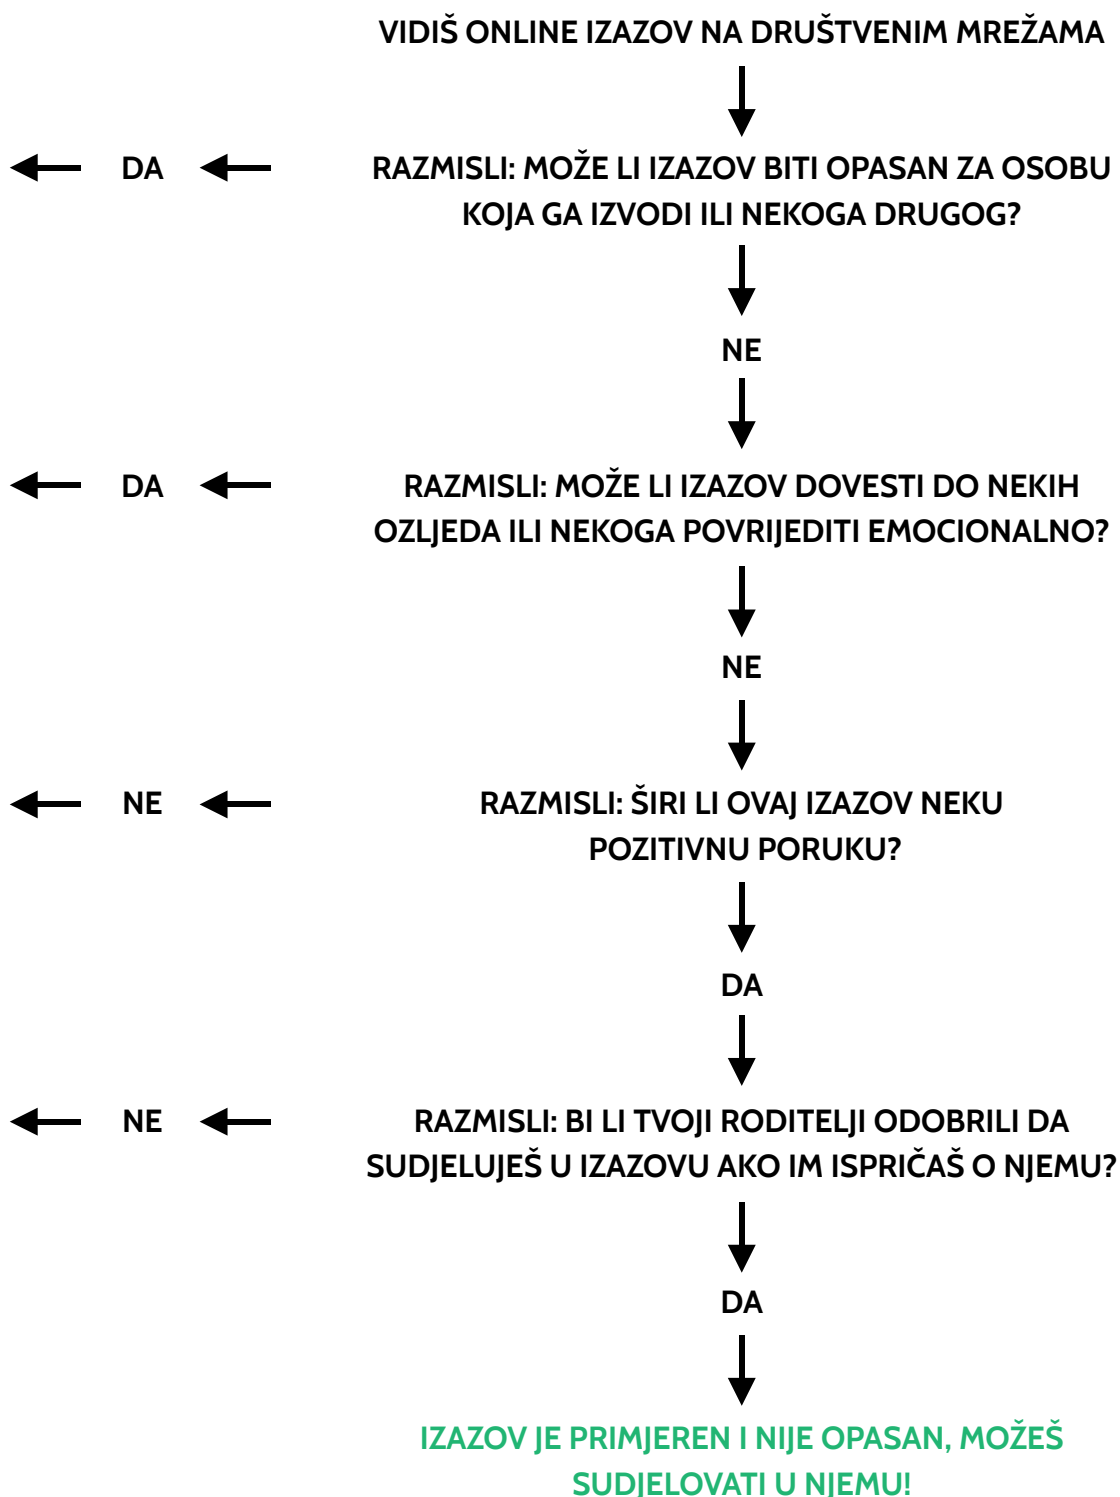 VIDIŠ ONLINE IZAZOV NA DRUŠTVENIM MREŽAMA
DA
RAZMISLI: MOŽE LI IZAZOV BITI OPASAN ZA OSOBU
KOJA GA IZVODI ILI NEKOGA DRUGOG?
NE
DA
RAZMISLI: MOŽE LI IZAZOV DOVESTI DO NEKIH
OZLJEDA ILI NEKOGA POVRIJEDITI EMOCIONALNO?
NE
NE
RAZMISLI: ŠIRI LI OVAJ IZAZOV NEKU
POZITIVNU PORUKU?
DA
NE
RAZMISLI: BI LI TVOJI RODITELJI ODOBRILI DA
SUDJELUJEŠ U IZAZOVU AKO IM ISPRIČAŠ O NJEMU?
DA
IZAZOV JE PRIMJEREN I NIJE OPASAN, MOŽEŠ
SUDJELOVATI U NJEMU!